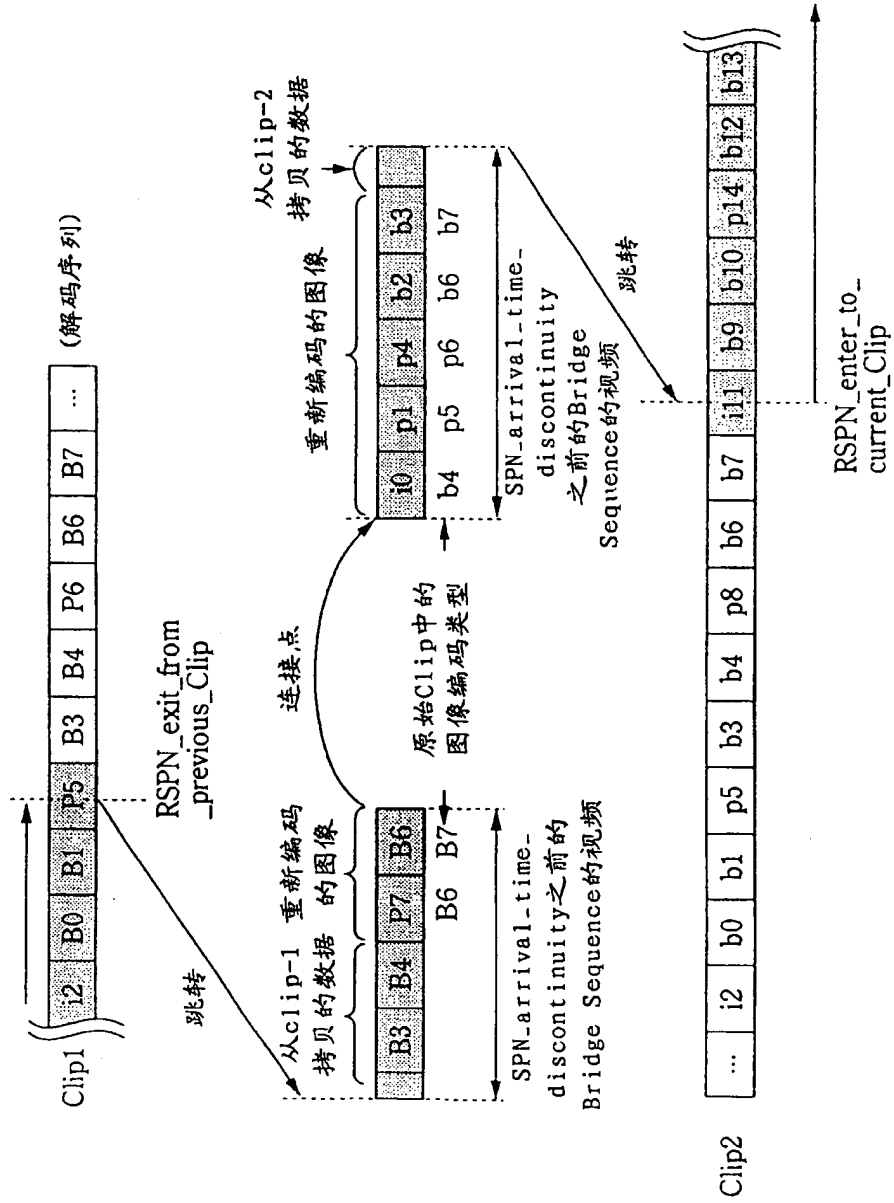 Clip1
i2 B0 B1 P5 B3 B4 P6 B6 B7 ... (解码序列)
RSPN_exit_from
_previous_Clip
跳转
从clip-1
拷贝的数据
重新编码
的图像
连接点
重新编码的图像
从clip-2
拷贝的数据
B3 B4 P7 B6
B6 B7
i0 p1 p4 b2 b3
b4 p5 p6 b6 b7
原始Clip中的
图像编码类型
SPN_arrival_time_
discontinuity之前的
Bridge Sequence的视频
SPN_arrival_time_
discontinuity
之前的Bridge
Sequence的视频
跳转
Clip2
... i2 b0 b1 p5 b3 b4 p8 b6 b7 i11 b9 b10 p14 b12 b13
RSPN_enter_to_
current_Clip